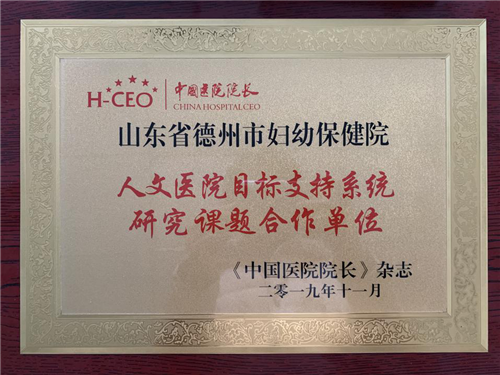 H-CEO
中国医院院长
CHINA HOSPITAL CEO
山东省德州市妇幼保健院
人文医院目标支持系统
研究课题合作单位
《中国医院院长》杂志
二零一九年十一月